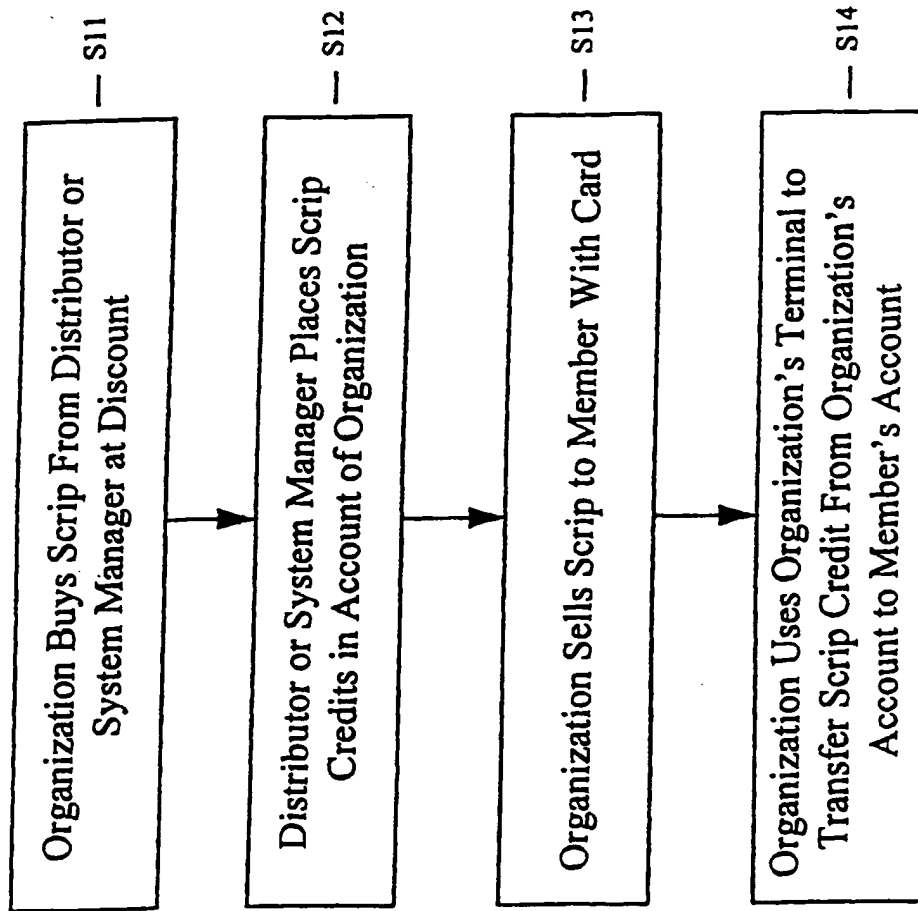 Organization Buys Scrip From Distributor or
System Manager at Discount
— S11
Distributor or System Manager Places Scrip
Credits in Account of Organization
— S12
Organization Sells Scrip to Member With Card
— S13
Organization Uses Organization's Terminal to
Transfer Scrip Credit From Organization's
Account to Member's Account
— S14